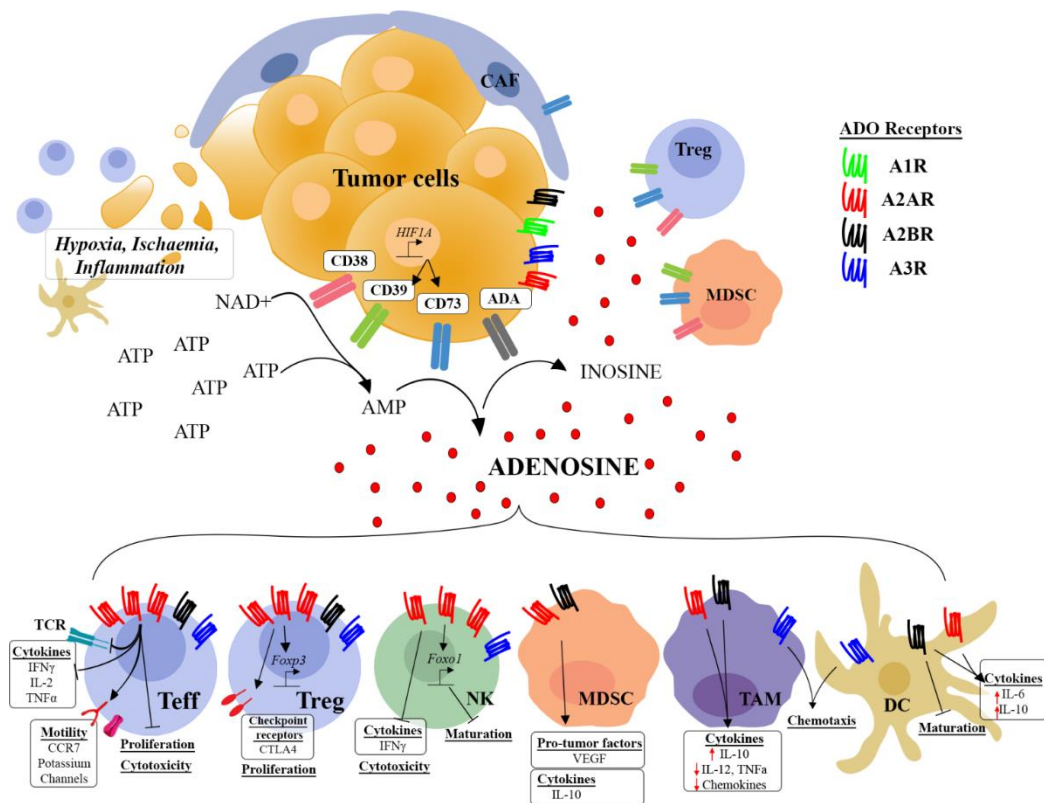 CAF
Treg
Tumor cells
ADO Receptors
A1R
A2AR
A2BR
A3R
Hypoxia, Ischaemia,
Inflammation
HIF1A
CD38
CD39
CD73
ADA
MDSC
NAD+
ATP
ATP
ATP
ATP
ATP
ATP
AMP
INOSINE
ADENOSINE
TCR
Cytokines
IFNγ
IL-2
TNFα
Teff
Motility
CCR7
Potassium
Channels
Proliferation
Cytotoxicity
Foxp3
Treg
Checkpoint
receptors
CTLA4
Proliferation
Foxo1
NK
Cytokines
IFNγ
Cytotoxicity
Maturation
MDSC
Pro-tumor factors
VEGF
Cytokines
IL-10
TAM
Cytokines
IL-10
IL-12, TNFa
Chemokines
Chemotaxis
DC
Maturation
Cytokines
IL-6
IL-10